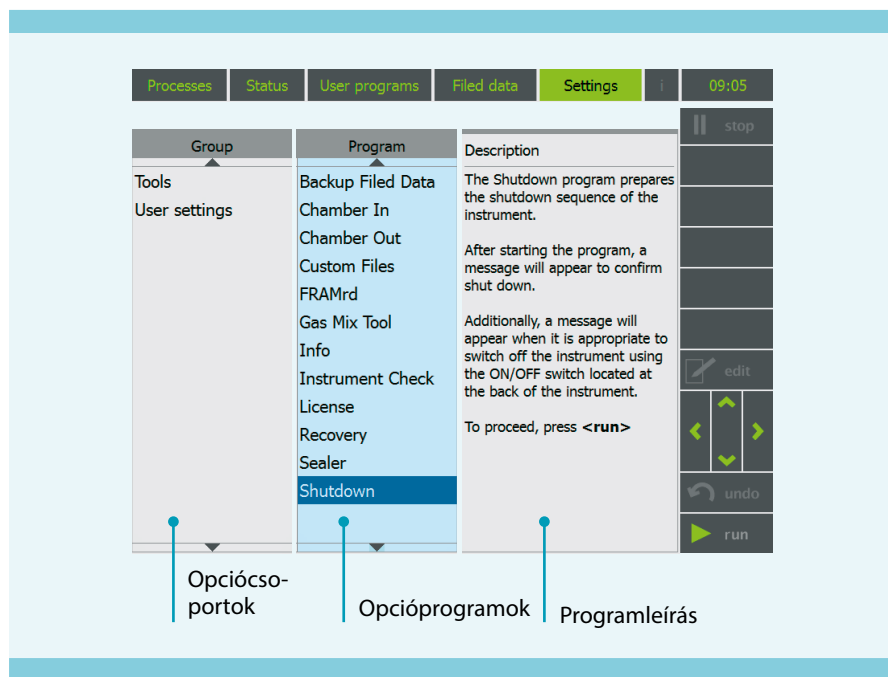 Processes Status User programs Filed data Settings i 09:05
stop
Group
Tools
User settings
Program
Backup Filed Data
Chamber In
Chamber Out
Custom Files
FRAMrd
Gas Mix Tool
Info
Instrument Check
License
Recovery
Sealer
Shutdown
Description
The Shutdown program prepares
the shutdown sequence of the
instrument.
After starting the program, a
message will appear to confirm
shut down.
Additionally, a message will
appear when it is appropriate to
switch off the instrument using
the ON/OFF switch located at
the back of the instrument.
To proceed, press <run>
edit
undo
run
Opciócso-
portok
Opcióprogramok
Programleírás